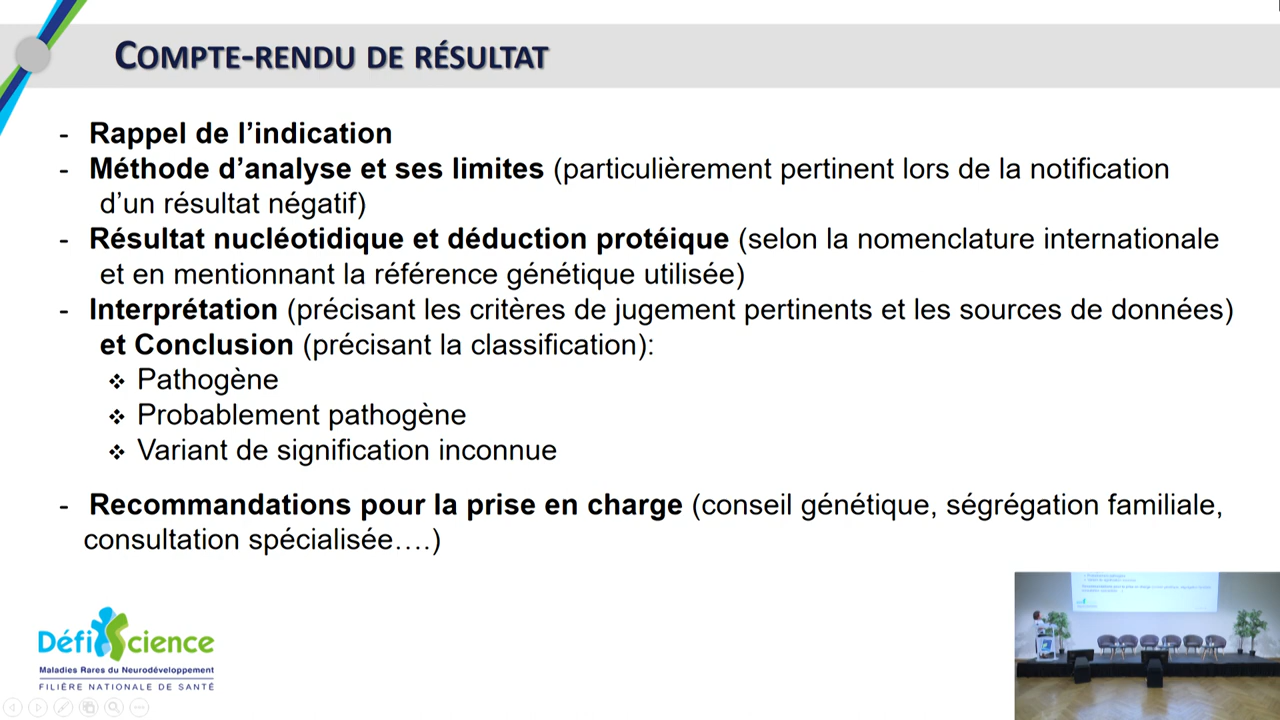 COMPTE-RENDU DE RÉSULTAT
- Rappel de l’indication
- Méthode d’analyse et ses limites (particulièrement pertinent lors de la notification
d’un résultat négatif)
- Résultat nucléotidique et déduction protéique (selon la nomenclature internationale
et en mentionnant la référence génétique utilisée)
- Interprétation (précisant les critères de jugement pertinents et les sources de données)
et Conclusion (précisant la classification):
❖ Pathogène
❖ Probablement pathogène
❖ Variant de signification inconnue
- Recommandations pour la prise en charge (conseil génétique, ségrégation familiale,
consultation spécialisée….)
DéfiScience
Maladies Rares du Neurodéveloppement
FILIÈRE NATIONALE DE SANTÉ